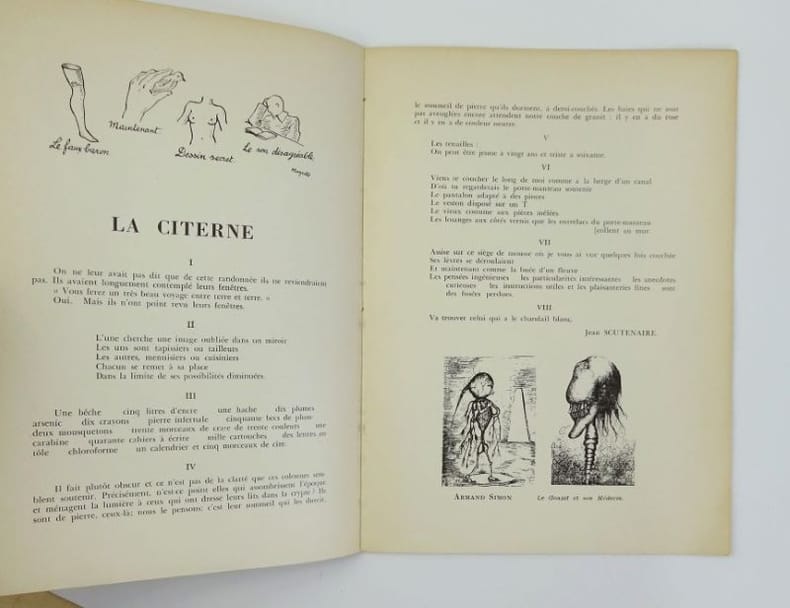 Le faux baron
Maintenant
Dessin secret
Le son désagréable
Magritte
LA CITERNE
I
On ne leur avait pas dit que de cette randonnée ils ne reviendraient
pas. Ils avaient longuement contemplé leurs fenêtres.
« Vous ferez un très beau voyage entre terre et terre. »
Oui. Mais ils n'ont point revu leurs fenêtres.
II
L'une cherche une image oubliée dans un miroir
Les uns sont tapissiers ou tailleurs
Les autres, menuisiers ou cuisiniers
Chacun se remet à sa place
Dans la limite de ses possibilités diminuées.
III
Une bêche cinq litres d'encre une hache dix plumes
arsenic dix crayons pierre infernale cinquante becs de plume
deux mousquetons trente morceaux de craie de trente couleurs une
carabine quarante cahiers à écrire mille cartouches des lentes en
tôle chloroforme un calendrier et cinq morceaux de cire.
IV
Il fait plutôt obscur et ce n'est pas de la clarté que ces colonnes sem-
blent soutenir. Précisément, n'est-ce point elles qui assombrissent l'époque
et ménagent la lumière à ceux qui ont dressé leurs lits dans la crypte? Ils
sont de pierre, ceux-là; nous le pensons; c'est leur sommeil qui les durcit,
le sommeil de pierre qu'ils dorment, à demi-couchés. Les haies qui ne sont
pas aveuglées encore attendent notre couche de granit : il y en a du rose
et il y en a de couleur neutre.
V
Les tenailles :
On peut être jeune à vingt ans et triste à soixante.
VI
Viens te coucher le long de moi comme à la berge d'un canal
D'où tu regarderais le porte-manteau soutenir
Le pantalon adapté à des pinces
Le veston disposé sur un T
Le vieux costume aux pièces mêlées
Les losanges aux côtés vernis que les crochets du porte-manteau
[collent au mur.
VII
Assise sur ce siège de mousse où je vous ai vue quelques fois couchée
Ses lèvres se déroulaient
Et maintenant comme la buée d'un fleuve
Les pensées ingénieuses les particularités intéressantes les anecdotes
curieuses les instructions utiles et les plaisanteries fines sont
des fusées perdues.
VIII
Va trouver celui qui a le chandail blanc.
Jean SCUTENAIRE.
ARMAND SIMON
Le Grand et son Médecin.